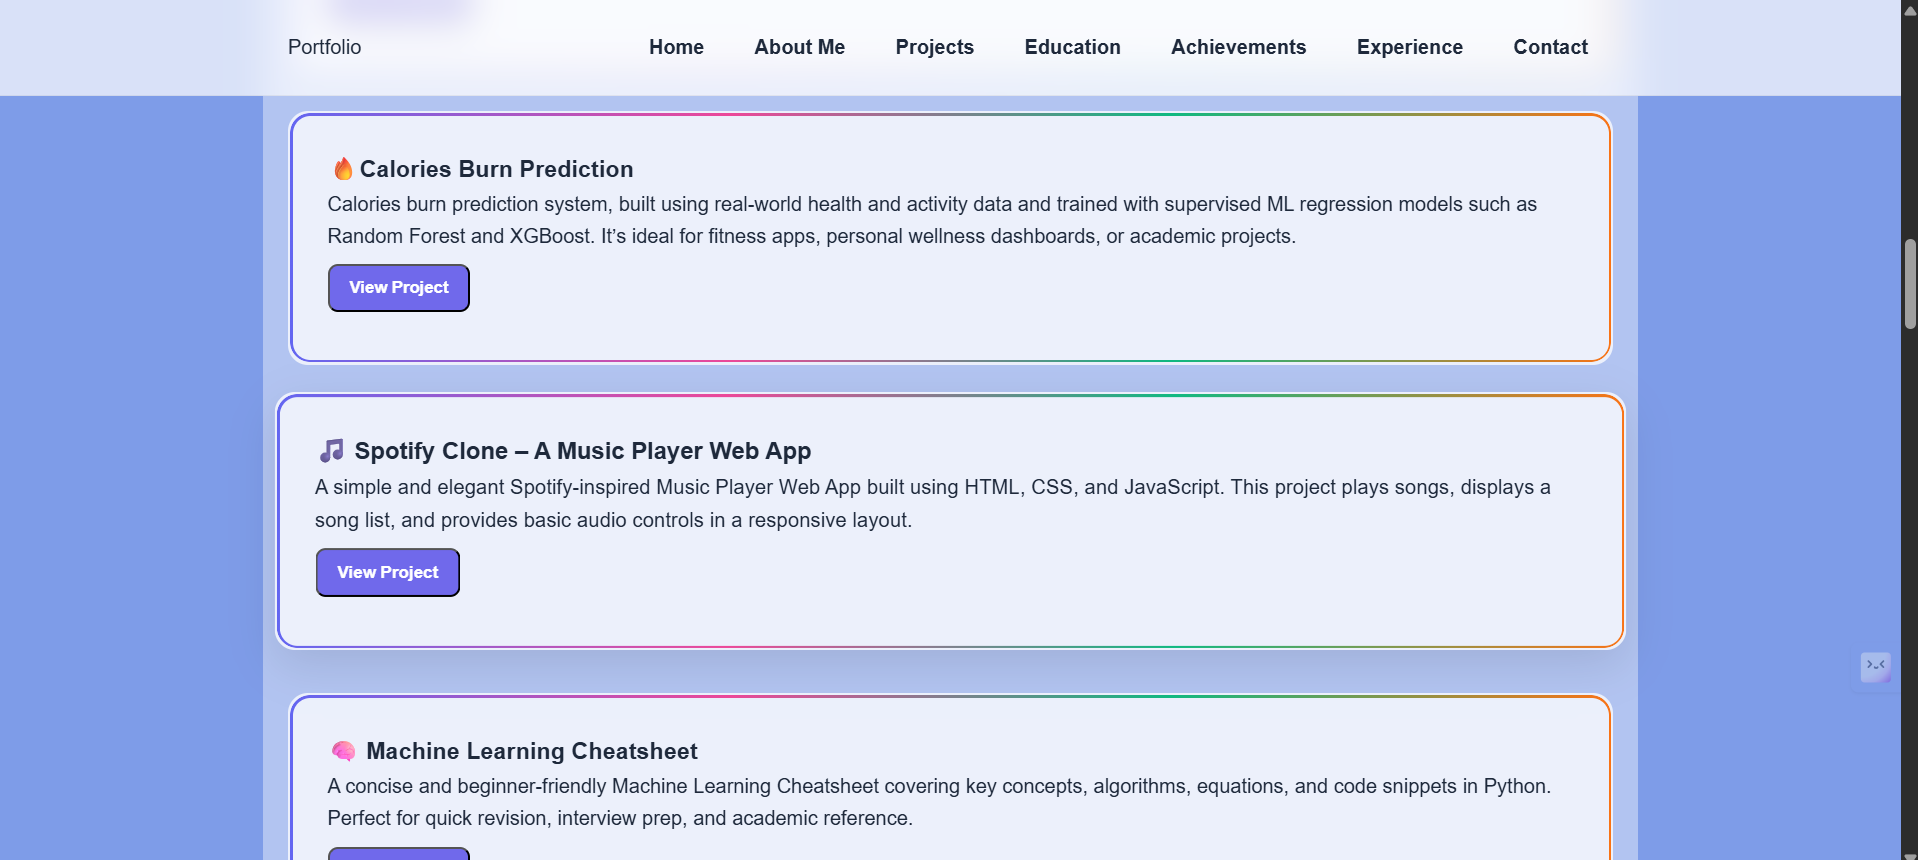 Portfolio
Home
About Me
Projects
Education
Achievements
Experience
Contact
Calories Burn Prediction
Calories burn prediction system, built using real-world health and activity data and trained with supervised ML regression models such as
Random Forest and XGBoost. It’s ideal for fitness apps, personal wellness dashboards, or academic projects.
View Project
Spotify Clone – A Music Player Web App
A simple and elegant Spotify-inspired Music Player Web App built using HTML, CSS, and JavaScript. This project plays songs, displays a
song list, and provides basic audio controls in a responsive layout.
View Project
Machine Learning Cheatsheet
A concise and beginner-friendly Machine Learning Cheatsheet covering key concepts, algorithms, equations, and code snippets in Python.
Perfect for quick revision, interview prep, and academic reference.